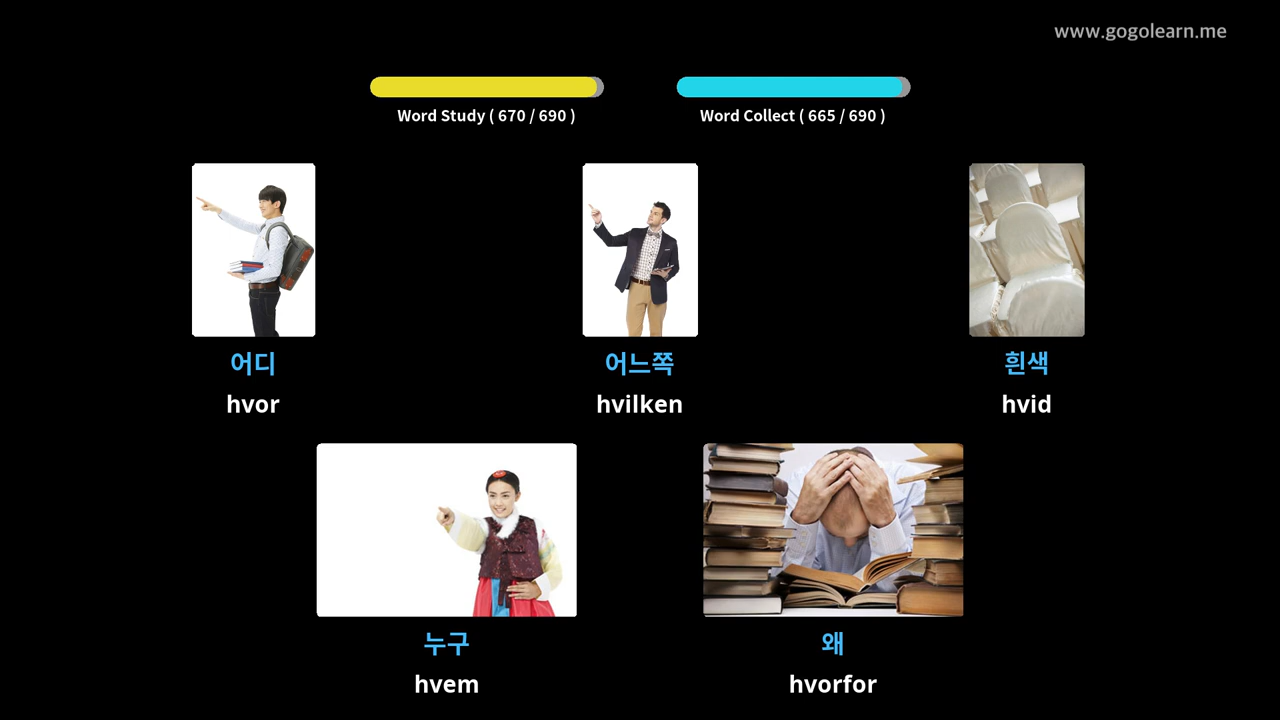 www.gogolearn.me
Word Study ( 670 / 690 )
Word Collect ( 665 / 690 )
어디
hvor
어느쪽
hvilken
흰색
hvid
누구
hvem
왜
hvorfor